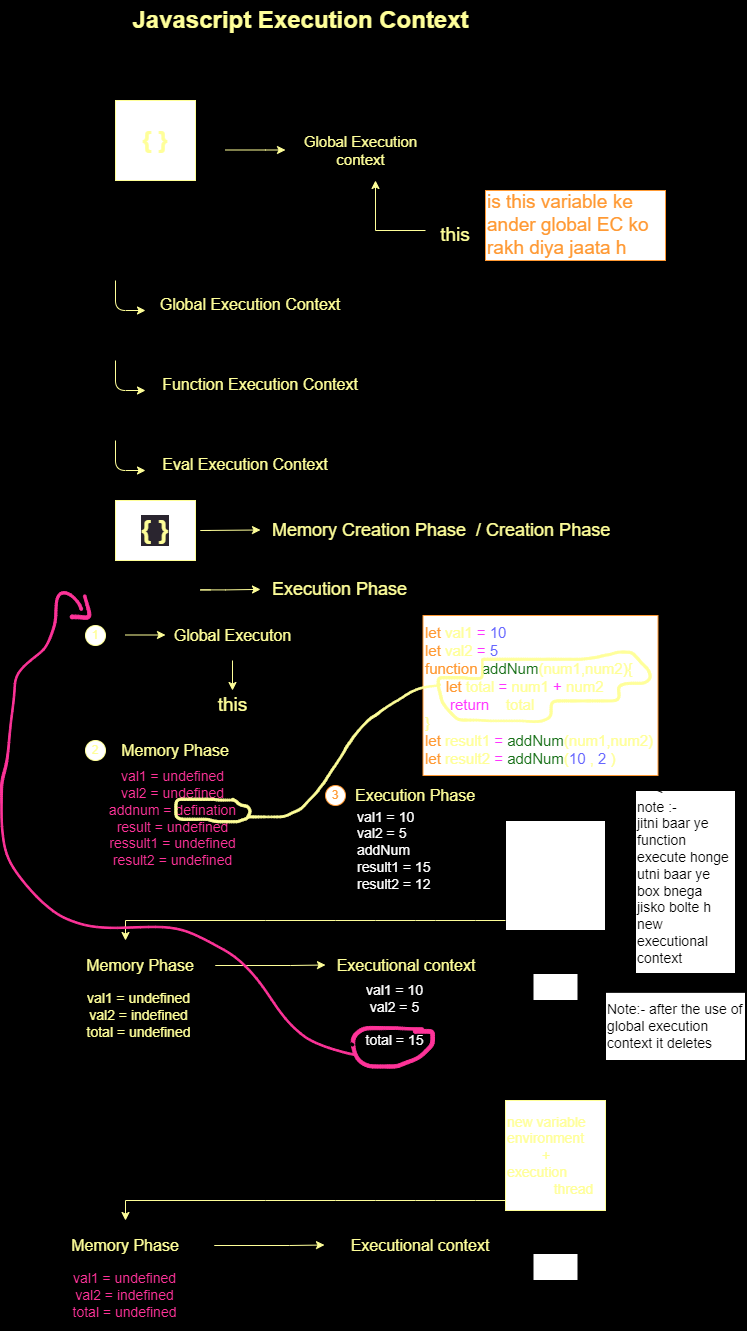 Javascript Execution Context
{ }
Global Execution
context
this
is this variable ke
ander global EC ko
rakh diya jaata h
Global Execution Context
Function Execution Context
Eval Execution Context
{ }
Memory Creation Phase / Creation Phase
Execution Phase
1
Global Executon
this
let val1 = 10
let val2 = 5
function addNum(num1,num2){
let total = num1 + num2
return total
}
let result1 = addNum(num1,num2)
let result2 = addNum(10 , 2 )
2
Memory Phase
val1 = undefined
val2 = undefined
addnum = defination
result = undefined
ressult1 = undefined
result2 = undefined
3
Execution Phase
val1 = 10
val2 = 5
addNum
result1 = 15
result2 = 12
note :-
jitni baar ye
function
execute honge
utni baar ye
box bnega
jisko bolte h
new
executional
context
Memory Phase
val1 = undefined
val2 = indefined
total = undefined
Executional context
val1 = 10
val2 = 5
total = 15
Note:- after the use of
global execution
context it deletes
new variable
environment
+
execution
thread
Memory Phase
val1 = undefined
val2 = indefined
total = undefined
Executional context